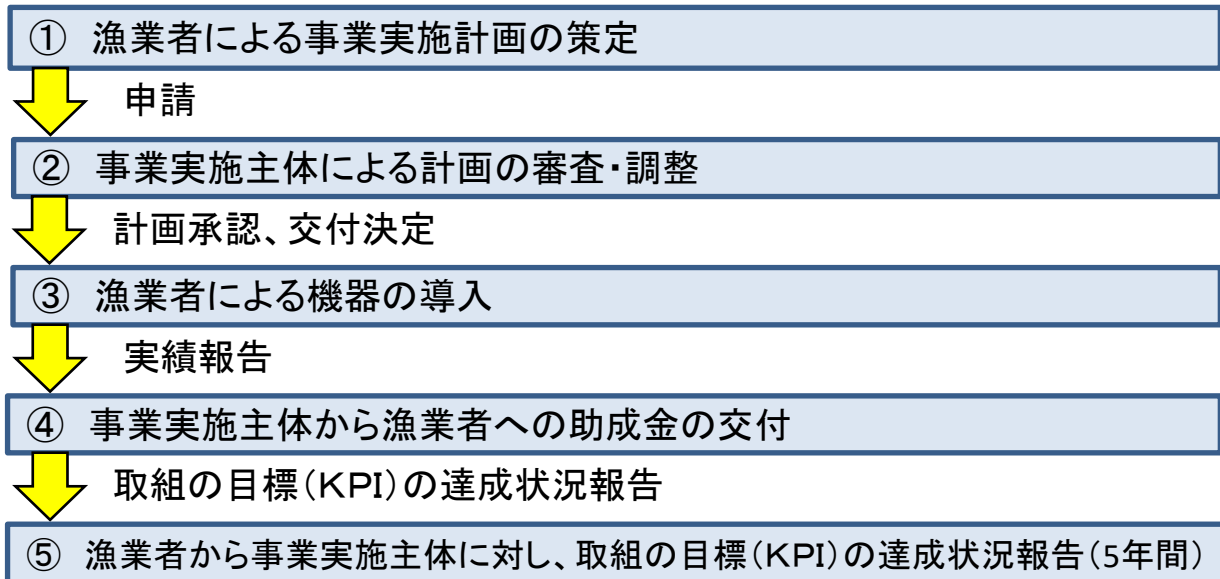 ① 漁業者による事業実施計画の策定
申請
② 事業実施主体による計画の審査・調整
計画承認、交付決定
③ 漁業者による機器の導入
実績報告
④ 事業実施主体から漁業者への助成金の交付
取組の目標(KPI)の達成状況報告
⑤ 漁業者から事業実施主体に対し、取組の目標(KPI)の達成状況報告(5年間)